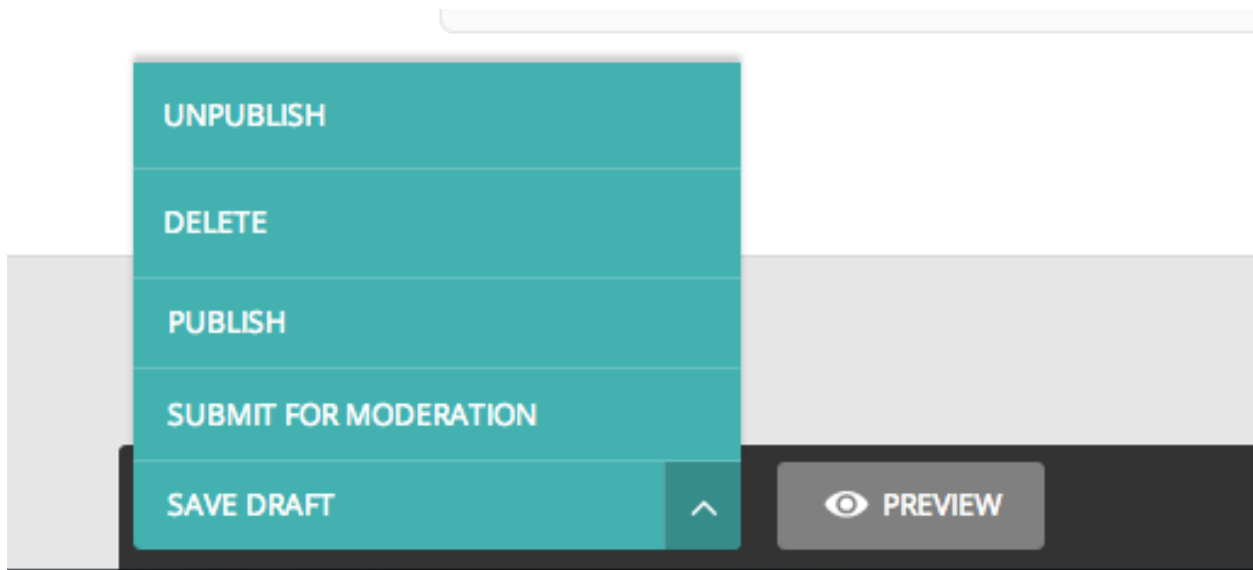 UNPUBLISH
DELETE
PUBLISH
SUBMIT FOR MODERATION
SAVE DRAFT
PREVIEW